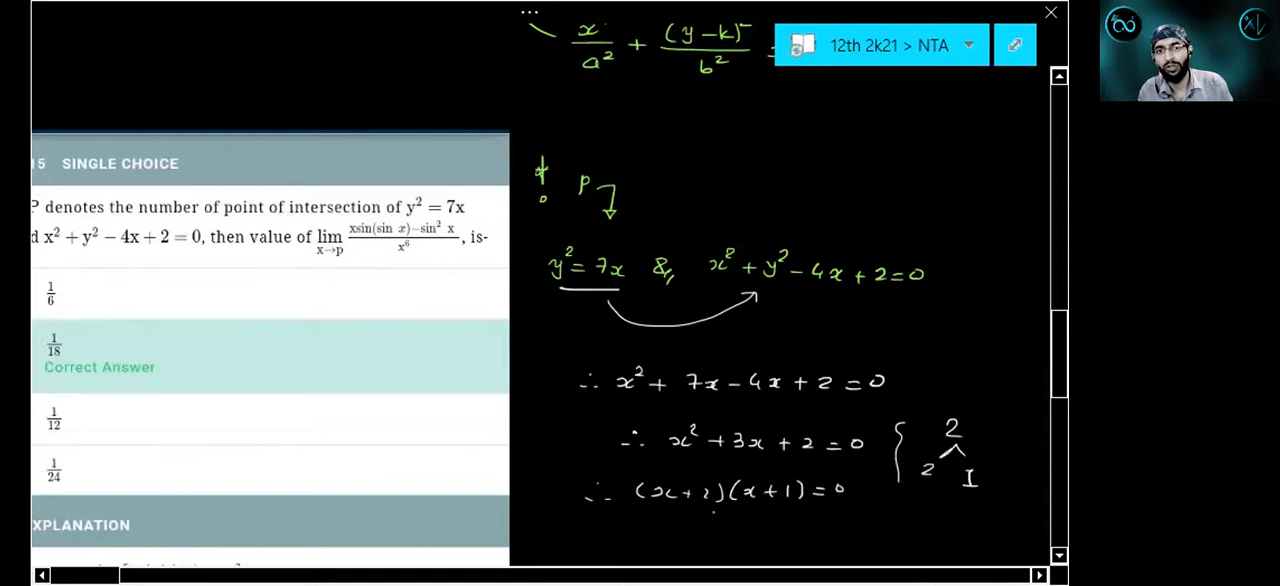 x²/a² + (y-k)²/b² =
12th 2k21 > NTA
15 SINGLE CHOICE
P denotes the number of point of intersection of y² = 7x
d x² + y² − 4x + 2 = 0, then value of lim x→p (xsin(sin x)−sin² x)/x⁶, is-
1/6
1/18
Correct Answer
1/12
1/24
XPLANATION
P
y² = 7x & x² + y² - 4x + 2 = 0
∴ x² + 7x - 4x + 2 = 0
∴ x² + 3x + 2 = 0 { 2
2 1
∴ (x+2)(x+1) = 0